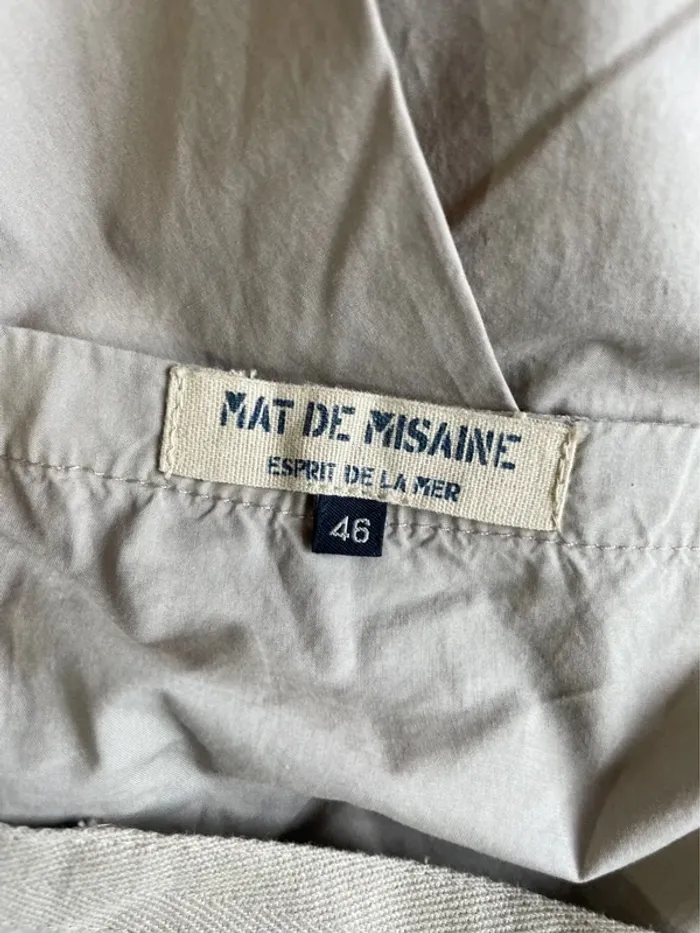 MAT DE MISAINE
ESPRIT DE LA MER
46